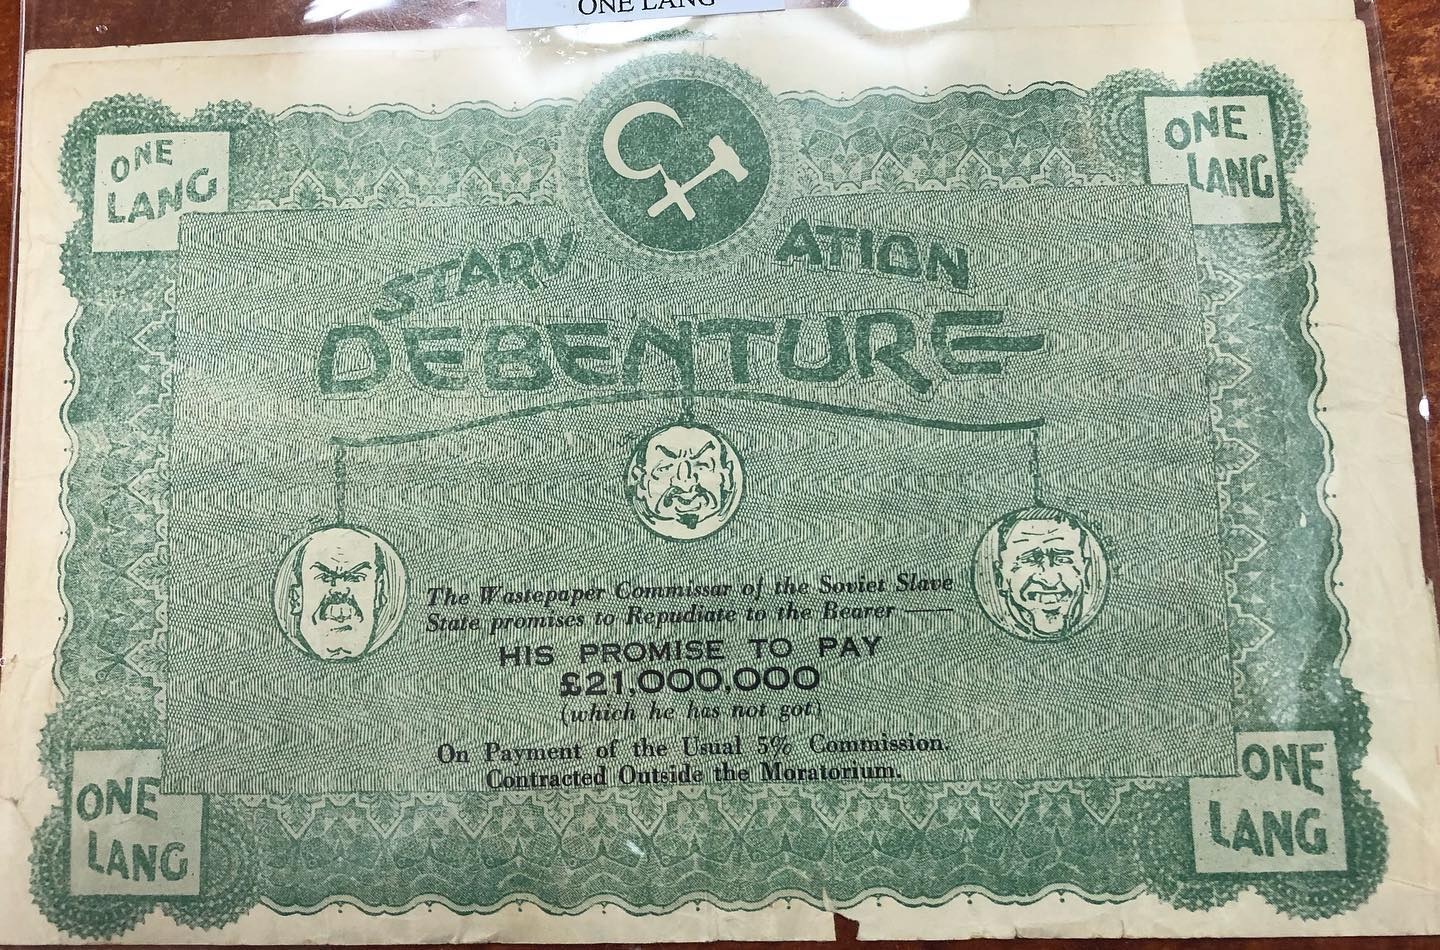 ONE LANG
ONE
LANG
ONE
LANG
STARVATION
DEBENTURE
The Wastepaper Commissar of the Soviet Slave
State promises to Repudiate to the Bearer ——
HIS PROMISE TO PAY
£21,000,000
(which he has not got)
On Payment of the Usual 5% Commission.
Contracted Outside the Moratorium.
ONE
LANG
ONE
LANG